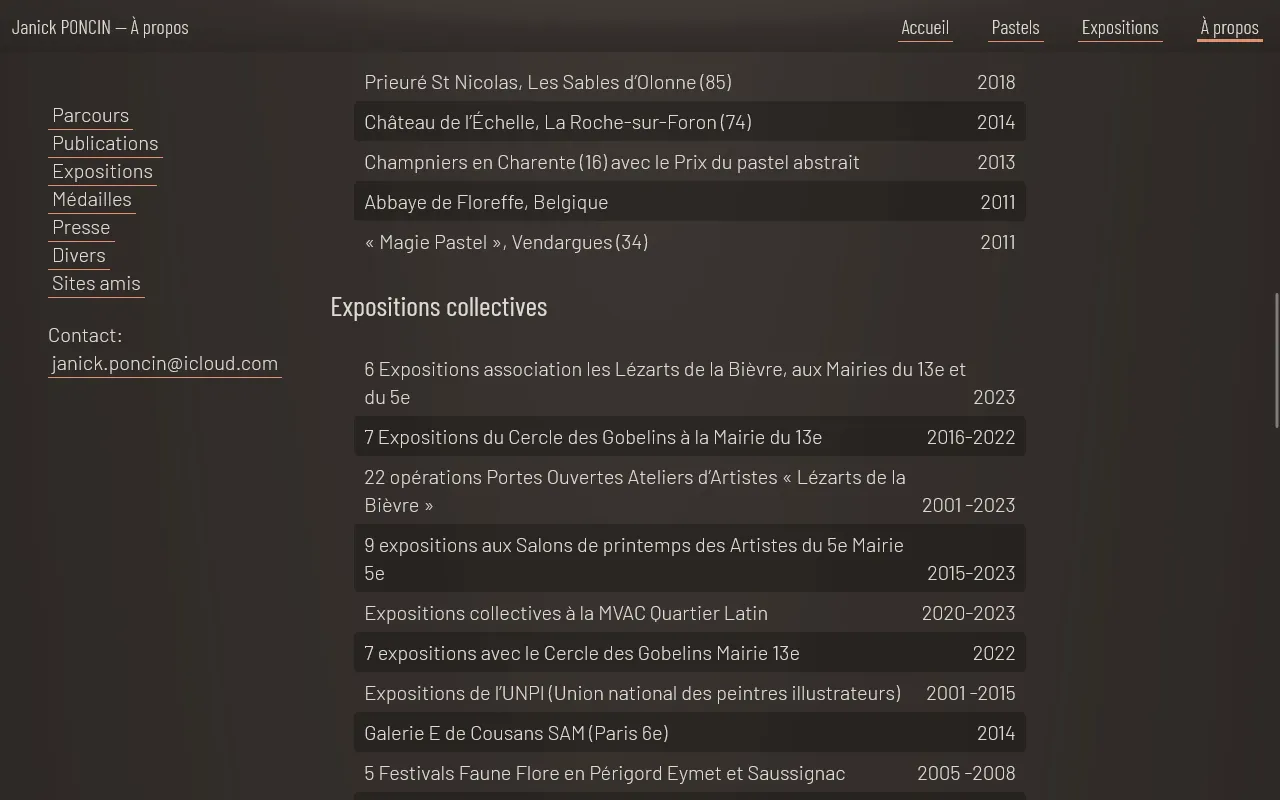 Janick PONCIN — À propos
Accueil
Pastels
Expositions
À propos
Parcours
Publications
Expositions
Médailles
Presse
Divers
Sites amis
Contact:
janick.poncin@icloud.com
Prieuré St Nicolas, Les Sables d’Olonne (85) 2018
Château de l’Échelle, La Roche-sur-Foron (74) 2014
Champniers en Charente (16) avec le Prix du pastel abstrait 2013
Abbaye de Floreffe, Belgique 2011
« Magie Pastel », Vendargues (34) 2011
Expositions collectives
6 Expositions association les Lézarts de la Bièvre, aux Mairies du 13e et
du 5e 2023
7 Expositions du Cercle des Gobelins à la Mairie du 13e 2016-2022
22 opérations Portes Ouvertes Ateliers d’Artistes « Lézarts de la
Bièvre » 2001 -2023
9 expositions aux Salons de printemps des Artistes du 5e Mairie
5e 2015-2023
Expositions collectives à la MVAC Quartier Latin 2020-2023
7 expositions avec le Cercle des Gobelins Mairie 13e 2022
Expositions de l’UNPI (Union national des peintres illustrateurs) 2001 -2015
Galerie E de Cousans SAM (Paris 6e) 2014
5 Festivals Faune Flore en Périgord Eymet et Saussignac 2005 -2008